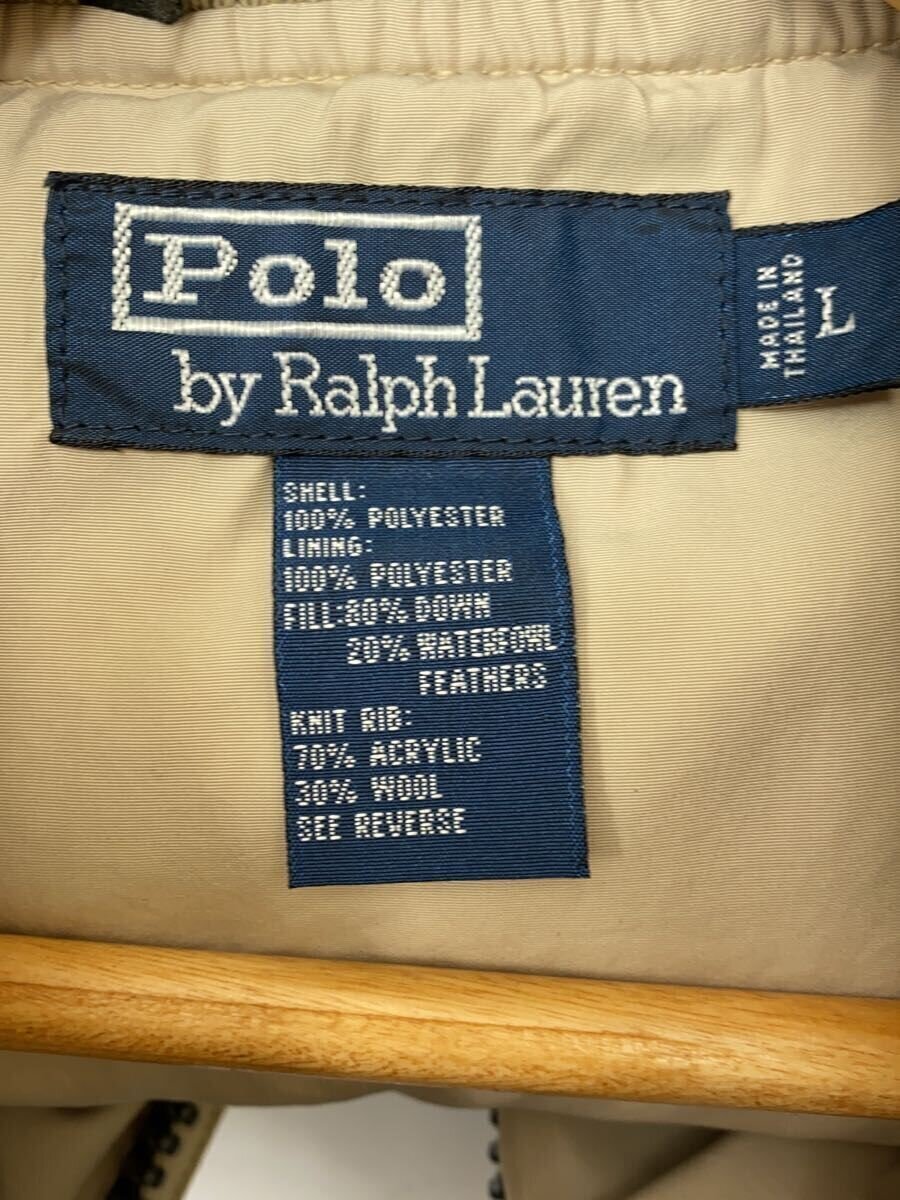 Polo
by Ralph Lauren
MADE IN
THAILAND
L
SHELL:
100% POLYESTER
LINING:
100% POLYESTER
FILL:80% DOWN
20% WATERFOWL
FEATHERS
KNIT RIB:
70% ACRYLIC
30% WOOL
SEE REVERSE